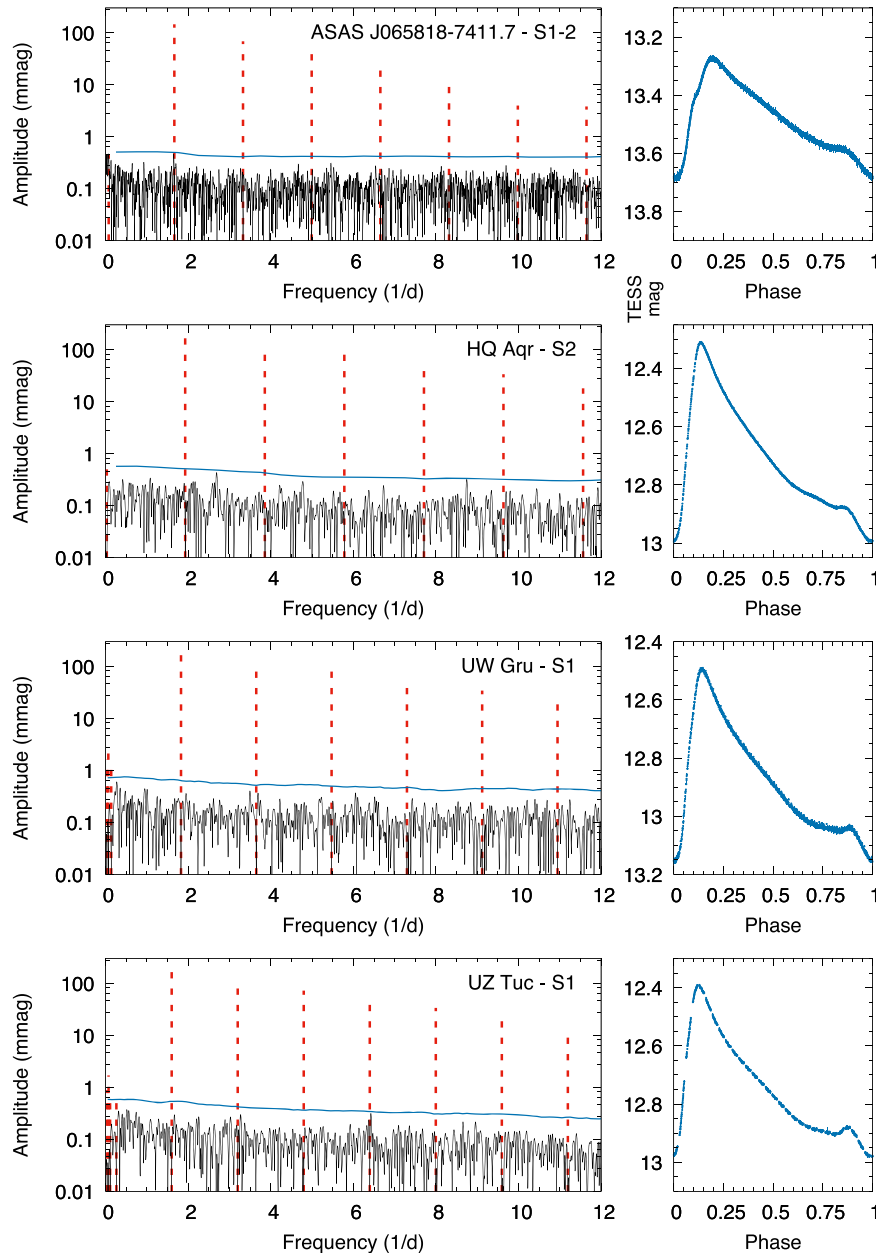 ASAS J065818-7411.7 - S1-2
Amplitude (mmag)
100
10
1
0.1
0.01
0 2 4 6 8 10 12
Frequency (1/d)
13.2
13.4
13.6
13.8
0 0.25 0.5 0.75 1
Phase
TESS
mag
HQ Aqr - S2
Amplitude (mmag)
100
10
1
0.1
0.01
0 2 4 6 8 10 12
Frequency (1/d)
12.4
12.6
12.8
13
0 0.25 0.5 0.75 1
Phase
UW Gru - S1
Amplitude (mmag)
100
10
1
0.1
0.01
0 2 4 6 8 10 12
Frequency (1/d)
12.4
12.6
12.8
13
13.2
0 0.25 0.5 0.75 1
Phase
UZ Tuc - S1
Amplitude (mmag)
100
10
1
0.1
0.01
0 2 4 6 8 10 12
Frequency (1/d)
12.4
12.6
12.8
13
0 0.25 0.5 0.75 1
Phase